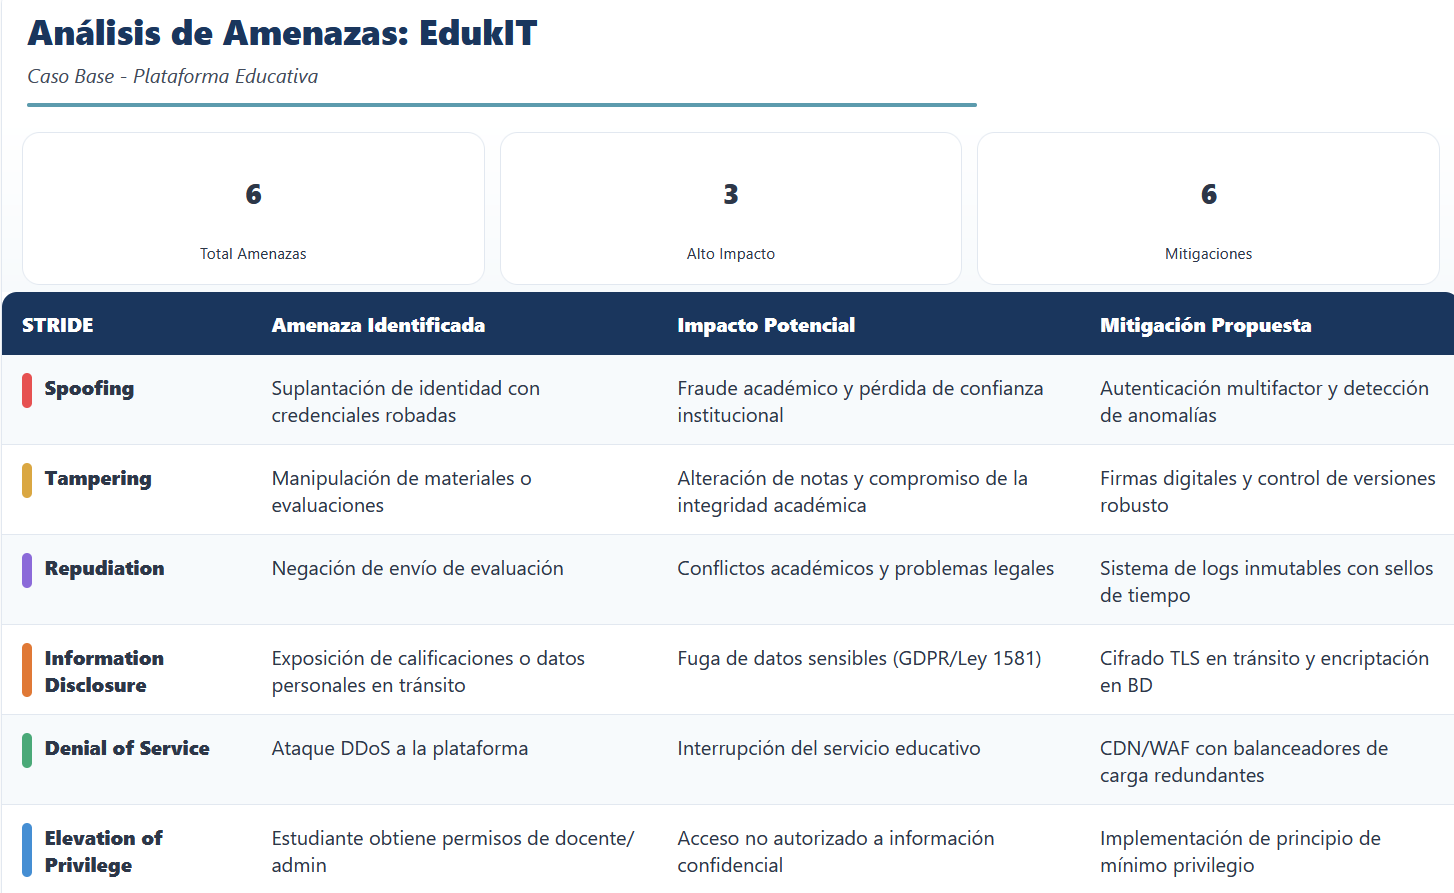 Análisis de Amenazas: EdukIT
Caso Base - Plataforma Educativa
6
Total Amenazas
3
Alto Impacto
6
Mitigaciones
STRIDE
Amenaza Identificada
Impacto Potencial
Mitigación Propuesta
Spoofing
Suplantación de identidad con
credenciales robadas
Fraude académico y pérdida de confianza
institucional
Autenticación multifactor y detección
de anomalías
Tampering
Manipulación de materiales o
evaluaciones
Alteración de notas y compromiso de la
integridad académica
Firmas digitales y control de versiones
robusto
Repudiation
Negación de envío de evaluación
Conflictos académicos y problemas legales
Sistema de logs inmutables con sellos
de tiempo
Information
Disclosure
Exposición de calificaciones o datos
personales en tránsito
Fuga de datos sensibles (GDPR/Ley 1581)
Cifrado TLS en tránsito y encriptación
en BD
Denial of Service
Ataque DDoS a la plataforma
Interrupción del servicio educativo
CDN/WAF con balanceadores de
carga redundantes
Elevation of
Privilege
Estudiante obtiene permisos de docente/
admin
Acceso no autorizado a información
confidencial
Implementación de principio de
mínimo privilegio